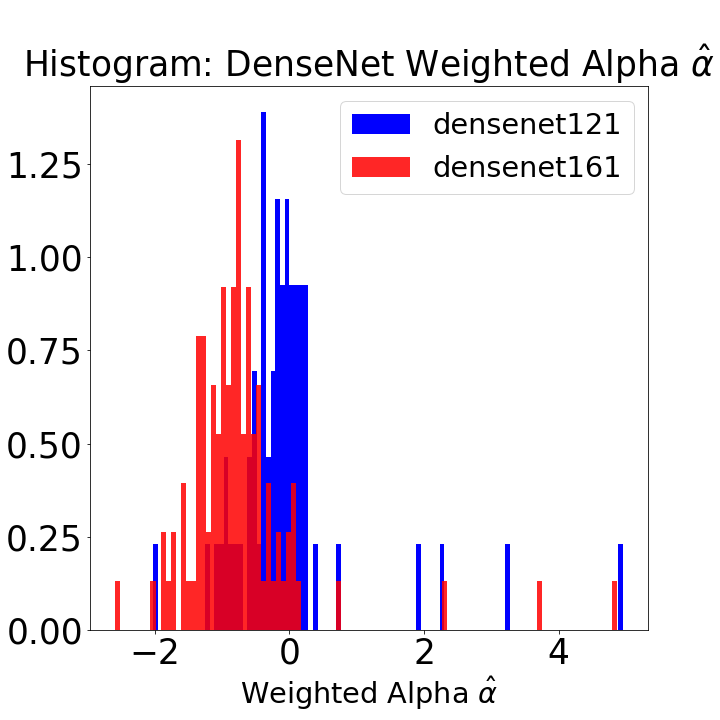 Histogram: DenseNet Weighted Alpha α̂
densenet121
densenet161
1.25
1.00
0.75
0.50
0.25
0.00
−2 0 2 4
Weighted Alpha α̂